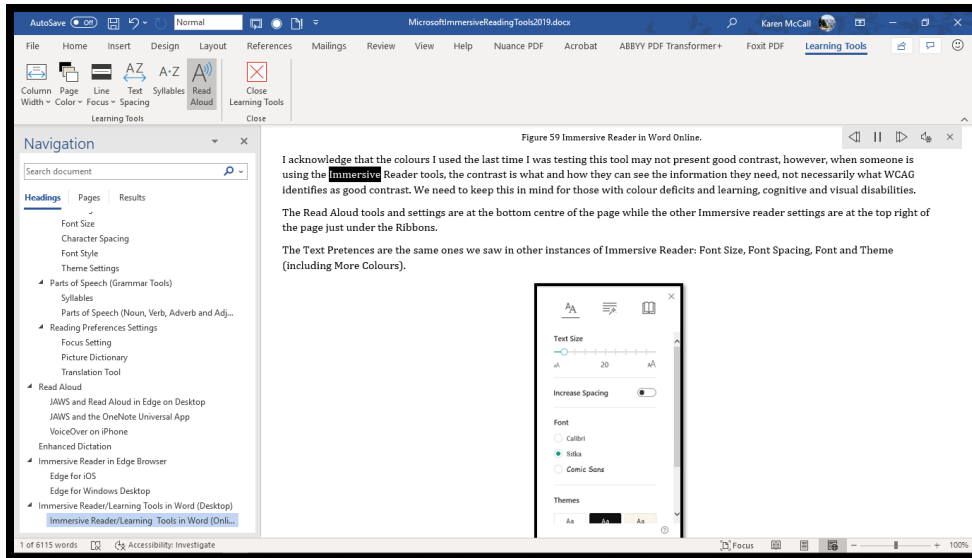 AutoSave Off Normal MicrosoftImmersiveReadingTools2019.docx Karen McCall
File Home Insert Design Layout References Mailings Review View Help Nuance PDF Acrobat ABBYY PDF Transformer+ Foxit PDF Learning Tools
Column Width Page Color Line Focus Text Spacing A·Z Syllables Read Aloud Close Learning Tools
Learning Tools Close
Navigation
Search document
Headings Pages Results
Font Size
Character Spacing
Font Style
Theme Settings
Parts of Speech (Grammar Tools)
Syllables
Parts of Speech (Noun, Verb, Adverb and Adj...
Reading Preferences Settings
Focus Setting
Picture Dictionary
Translation Tool
Read Aloud
JAWS and Read Aloud in Edge on Desktop
JAWS and the OneNote Universal App
VoiceOver on iPhone
Enhanced Dictation
Immersive Reader in Edge Browser
Edge for iOS
Edge for Windows Desktop
Immersive Reader/Learning Tools in Word (Desktop)
Immersive Reader/Learning Tools in Word (Onli...
Figure 59 Immersive Reader in Word Online.
I acknowledge that the colours I used the last time I was testing this tool may not present good contrast, however, when someone is
using the Immersive Reader tools, the contrast is what and how they can see the information they need, not necessarily what WCAG
identifies as good contrast. We need to keep this in mind for those with colour deficits and learning, cognitive and visual disabilities.
The Read Aloud tools and settings are at the bottom centre of the page while the other Immersive reader settings are at the top right of
the page just under the Ribbons.
The Text Pretences are the same ones we saw in other instances of Immersive Reader: Font Size, Font Spacing, Font and Theme
(including More Colours).
Text Size
20
Increase Spacing
Font
Calibri
Sitka
Comic Sans
Themes
Aa Aa Aa
1 of 6115 words Accessibility: Investigate Focus 100%